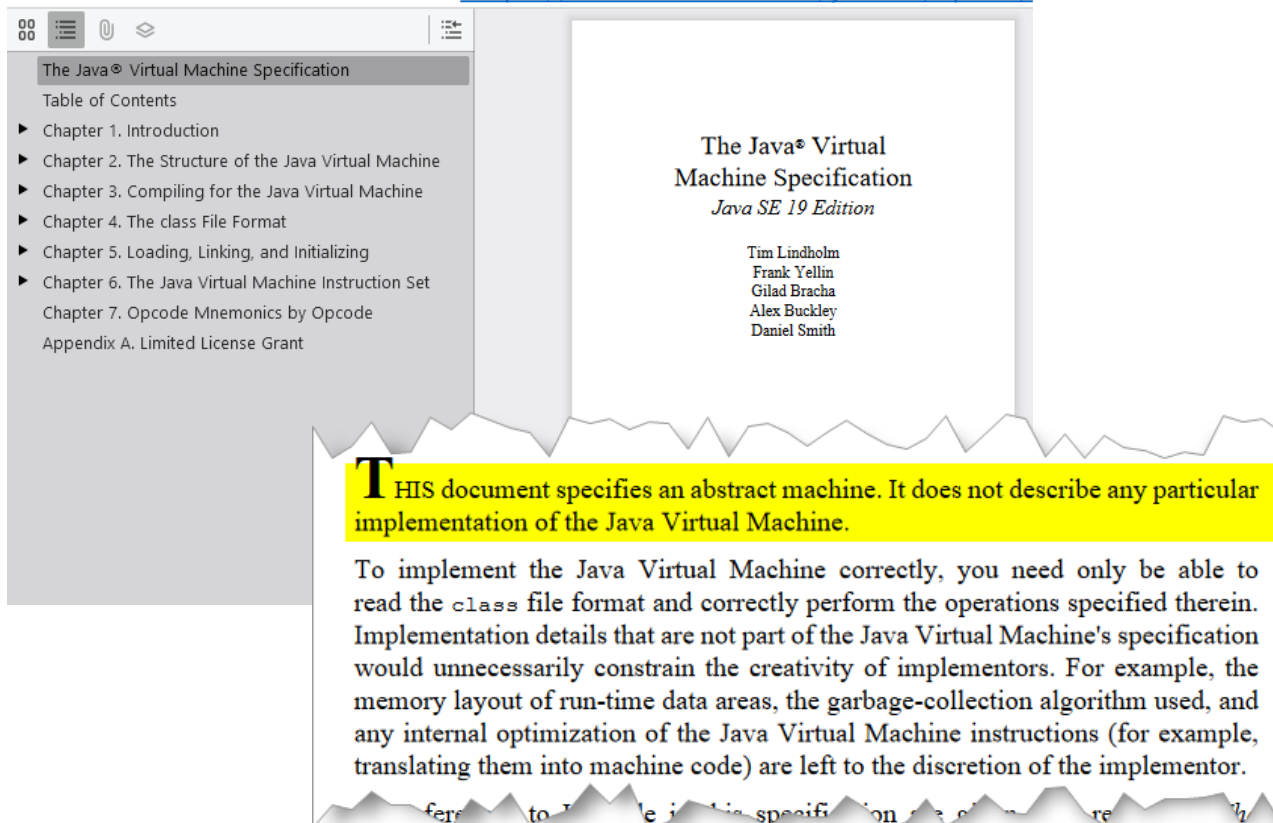 The Java® Virtual Machine Specification
Table of Contents
Chapter 1. Introduction
Chapter 2. The Structure of the Java Virtual Machine
Chapter 3. Compiling for the Java Virtual Machine
Chapter 4. The class File Format
Chapter 5. Loading, Linking, and Initializing
Chapter 6. The Java Virtual Machine Instruction Set
Chapter 7. Opcode Mnemonics by Opcode
Appendix A. Limited License Grant
The Java® Virtual
Machine Specification
Java SE 19 Edition
Tim Lindholm
Frank Yellin
Gilad Bracha
Alex Buckley
Daniel Smith
THIS document specifies an abstract machine. It does not describe any particular
implementation of the Java Virtual Machine.
To implement the Java Virtual Machine correctly, you need only be able to
read the class file format and correctly perform the operations specified therein.
Implementation details that are not part of the Java Virtual Machine's specification
would unnecessarily constrain the creativity of implementors. For example, the
memory layout of run-time data areas, the garbage-collection algorithm used, and
any internal optimization of the Java Virtual Machine instructions (for example,
translating them into machine code) are left to the discretion of the implementor.